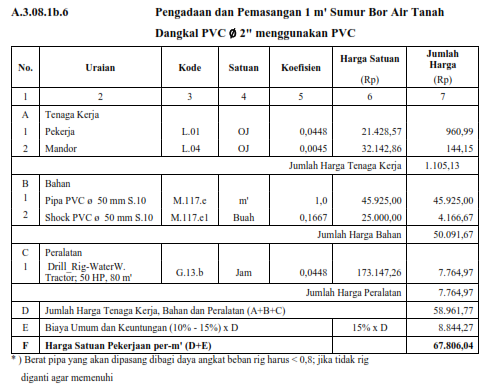 A.3.08.1b.6 Pengadaan dan Pemasangan 1 m' Sumur Bor Air Tanah
Dangkal PVC Ø 2" menggunakan PVC
No. Uraian Kode Satuan Koefisien Harga Satuan (Rp) Jumlah Harga (Rp)
1 2 3 4 5 6 7
A Tenaga Kerja
1 Pekerja L.01 OJ 0,0448 21.428,57 960,99
2 Mandor L.04 OJ 0,0045 32.142,86 144,15
Jumlah Harga Tenaga Kerja 1.105,13
B Bahan
1 Pipa PVC ø 50 mm S.10 M.117.e m' 1,0 45.925,00 45.925,00
2 Shock PVC ø 50 mm S.10 M.117.e1 Buah 0,1667 25.000,00 4.166,67
Jumlah Harga Bahan 50.091,67
C Peralatan
1 Drill_Rig-WaterW. Tractor; 50 HP, 80 m' G.13.b Jam 0,0448 173.147,26 7.764,97
Jumlah Harga Peralatan 7.764,97
D Jumlah Harga Tenaga Kerja, Bahan dan Peralatan (A+B+C) 58.961,77
E Biaya Umum dan Keuntungan (10% - 15%) x D 15% x D 8.844,27
F Harga Satuan Pekerjaan per-m' (D+E) 67.806,04
* ) Berat pipa yang akan dipasang dibagi daya angkat beban rig harus < 0,8; jika tidak rig
diganti agar memenuhi